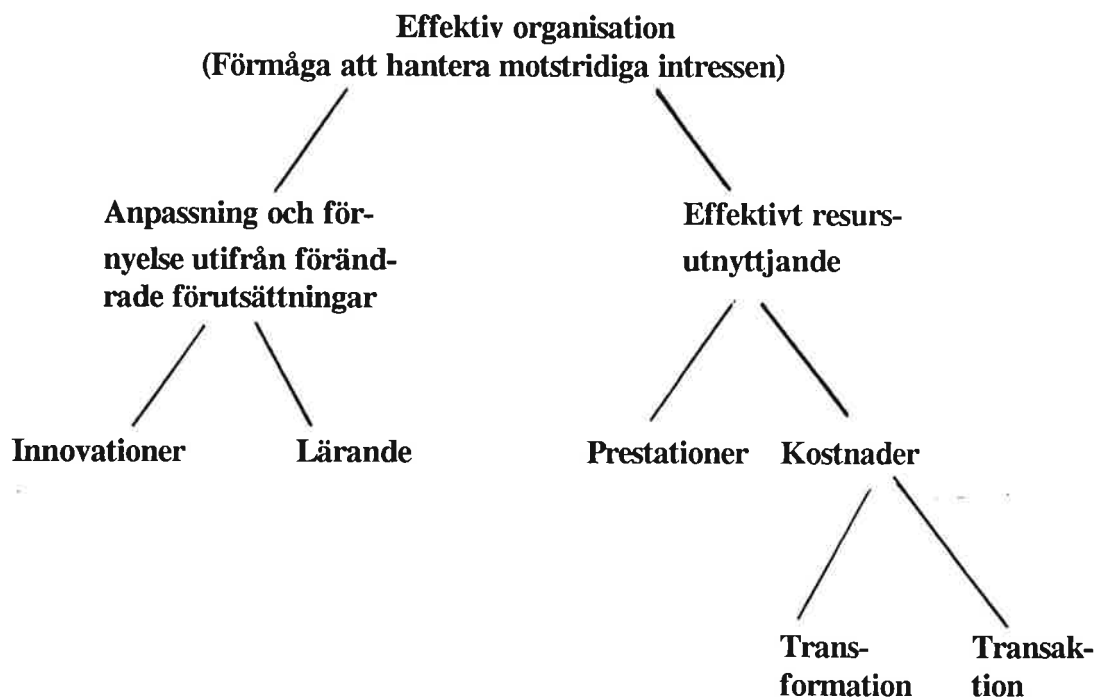 Effektiv organisation
(Förmåga att hantera motstridiga intressen)
Anpassning och för-
nyelse utifrån föränd-
rade förutsättningar
Effektivt resurs-
utnyttjande
Innovationer
Lärande
Prestationer
Kostnader
Trans-
formation
Transak-
tion